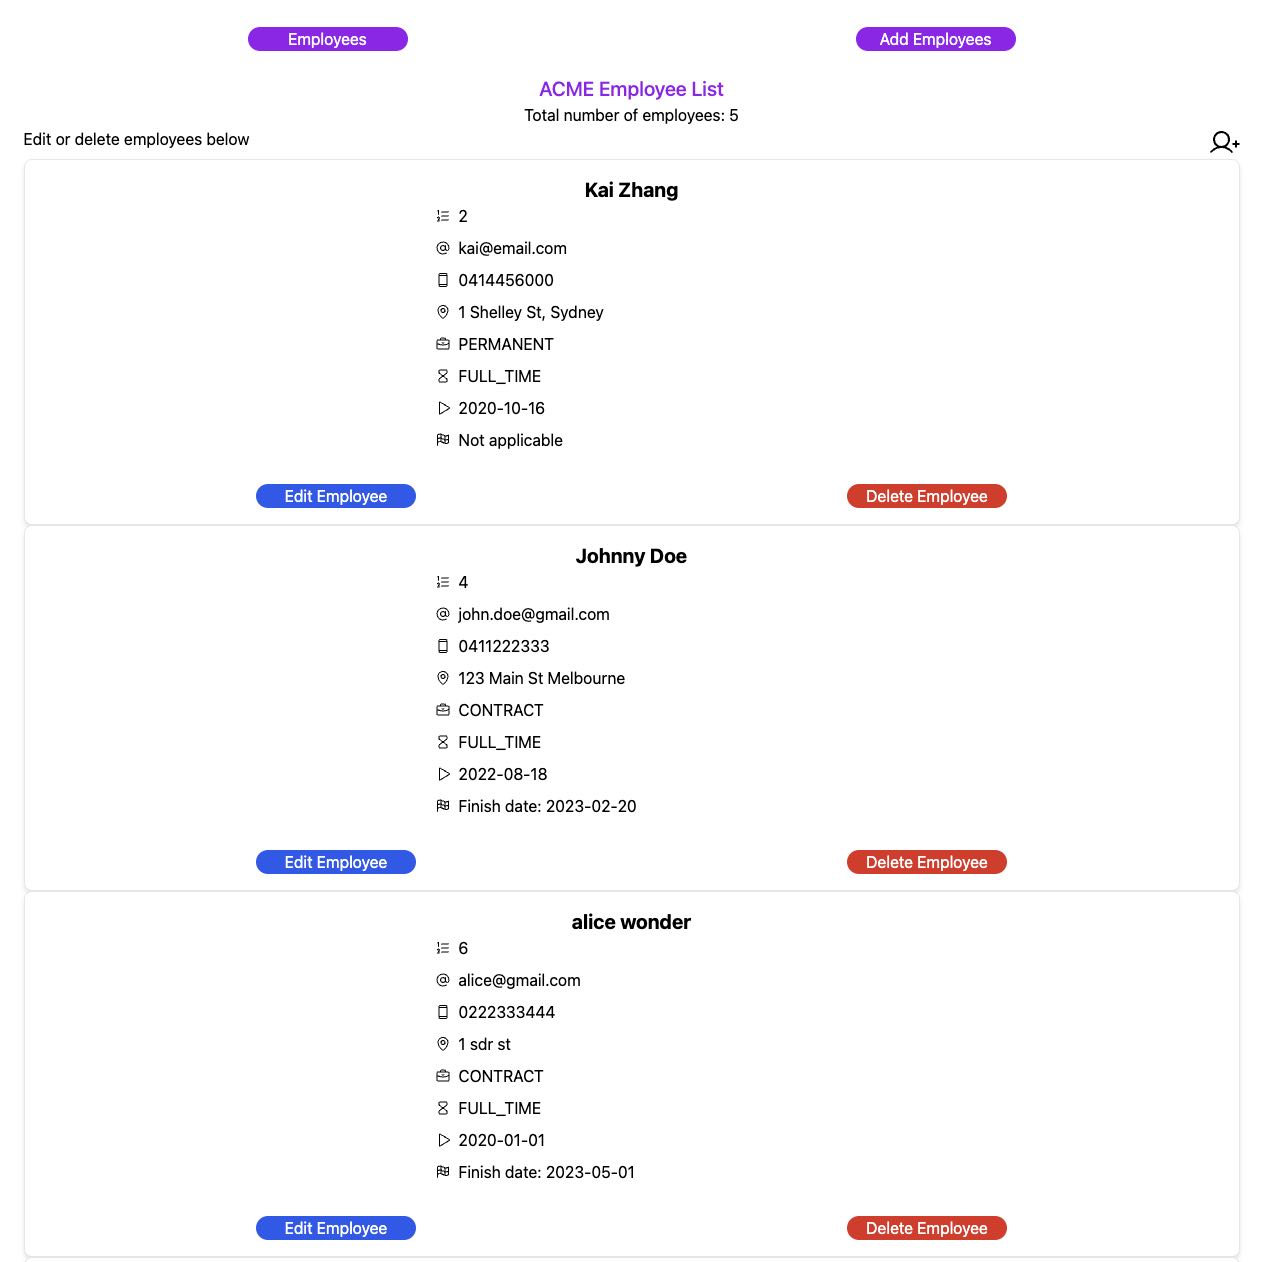 Employees Add Employees
ACME Employee List
Total number of employees: 5
Edit or delete employees below
Kai Zhang
2
kai@email.com
0414456000
1 Shelley St, Sydney
PERMANENT
FULL_TIME
2020-10-16
Not applicable
Edit Employee Delete Employee
Johnny Doe
4
john.doe@gmail.com
0411222333
123 Main St Melbourne
CONTRACT
FULL_TIME
2022-08-18
Finish date: 2023-02-20
Edit Employee Delete Employee
alice wonder
6
alice@gmail.com
0222333444
1 sdr st
CONTRACT
FULL_TIME
2020-01-01
Finish date: 2023-05-01
Edit Employee Delete Employee